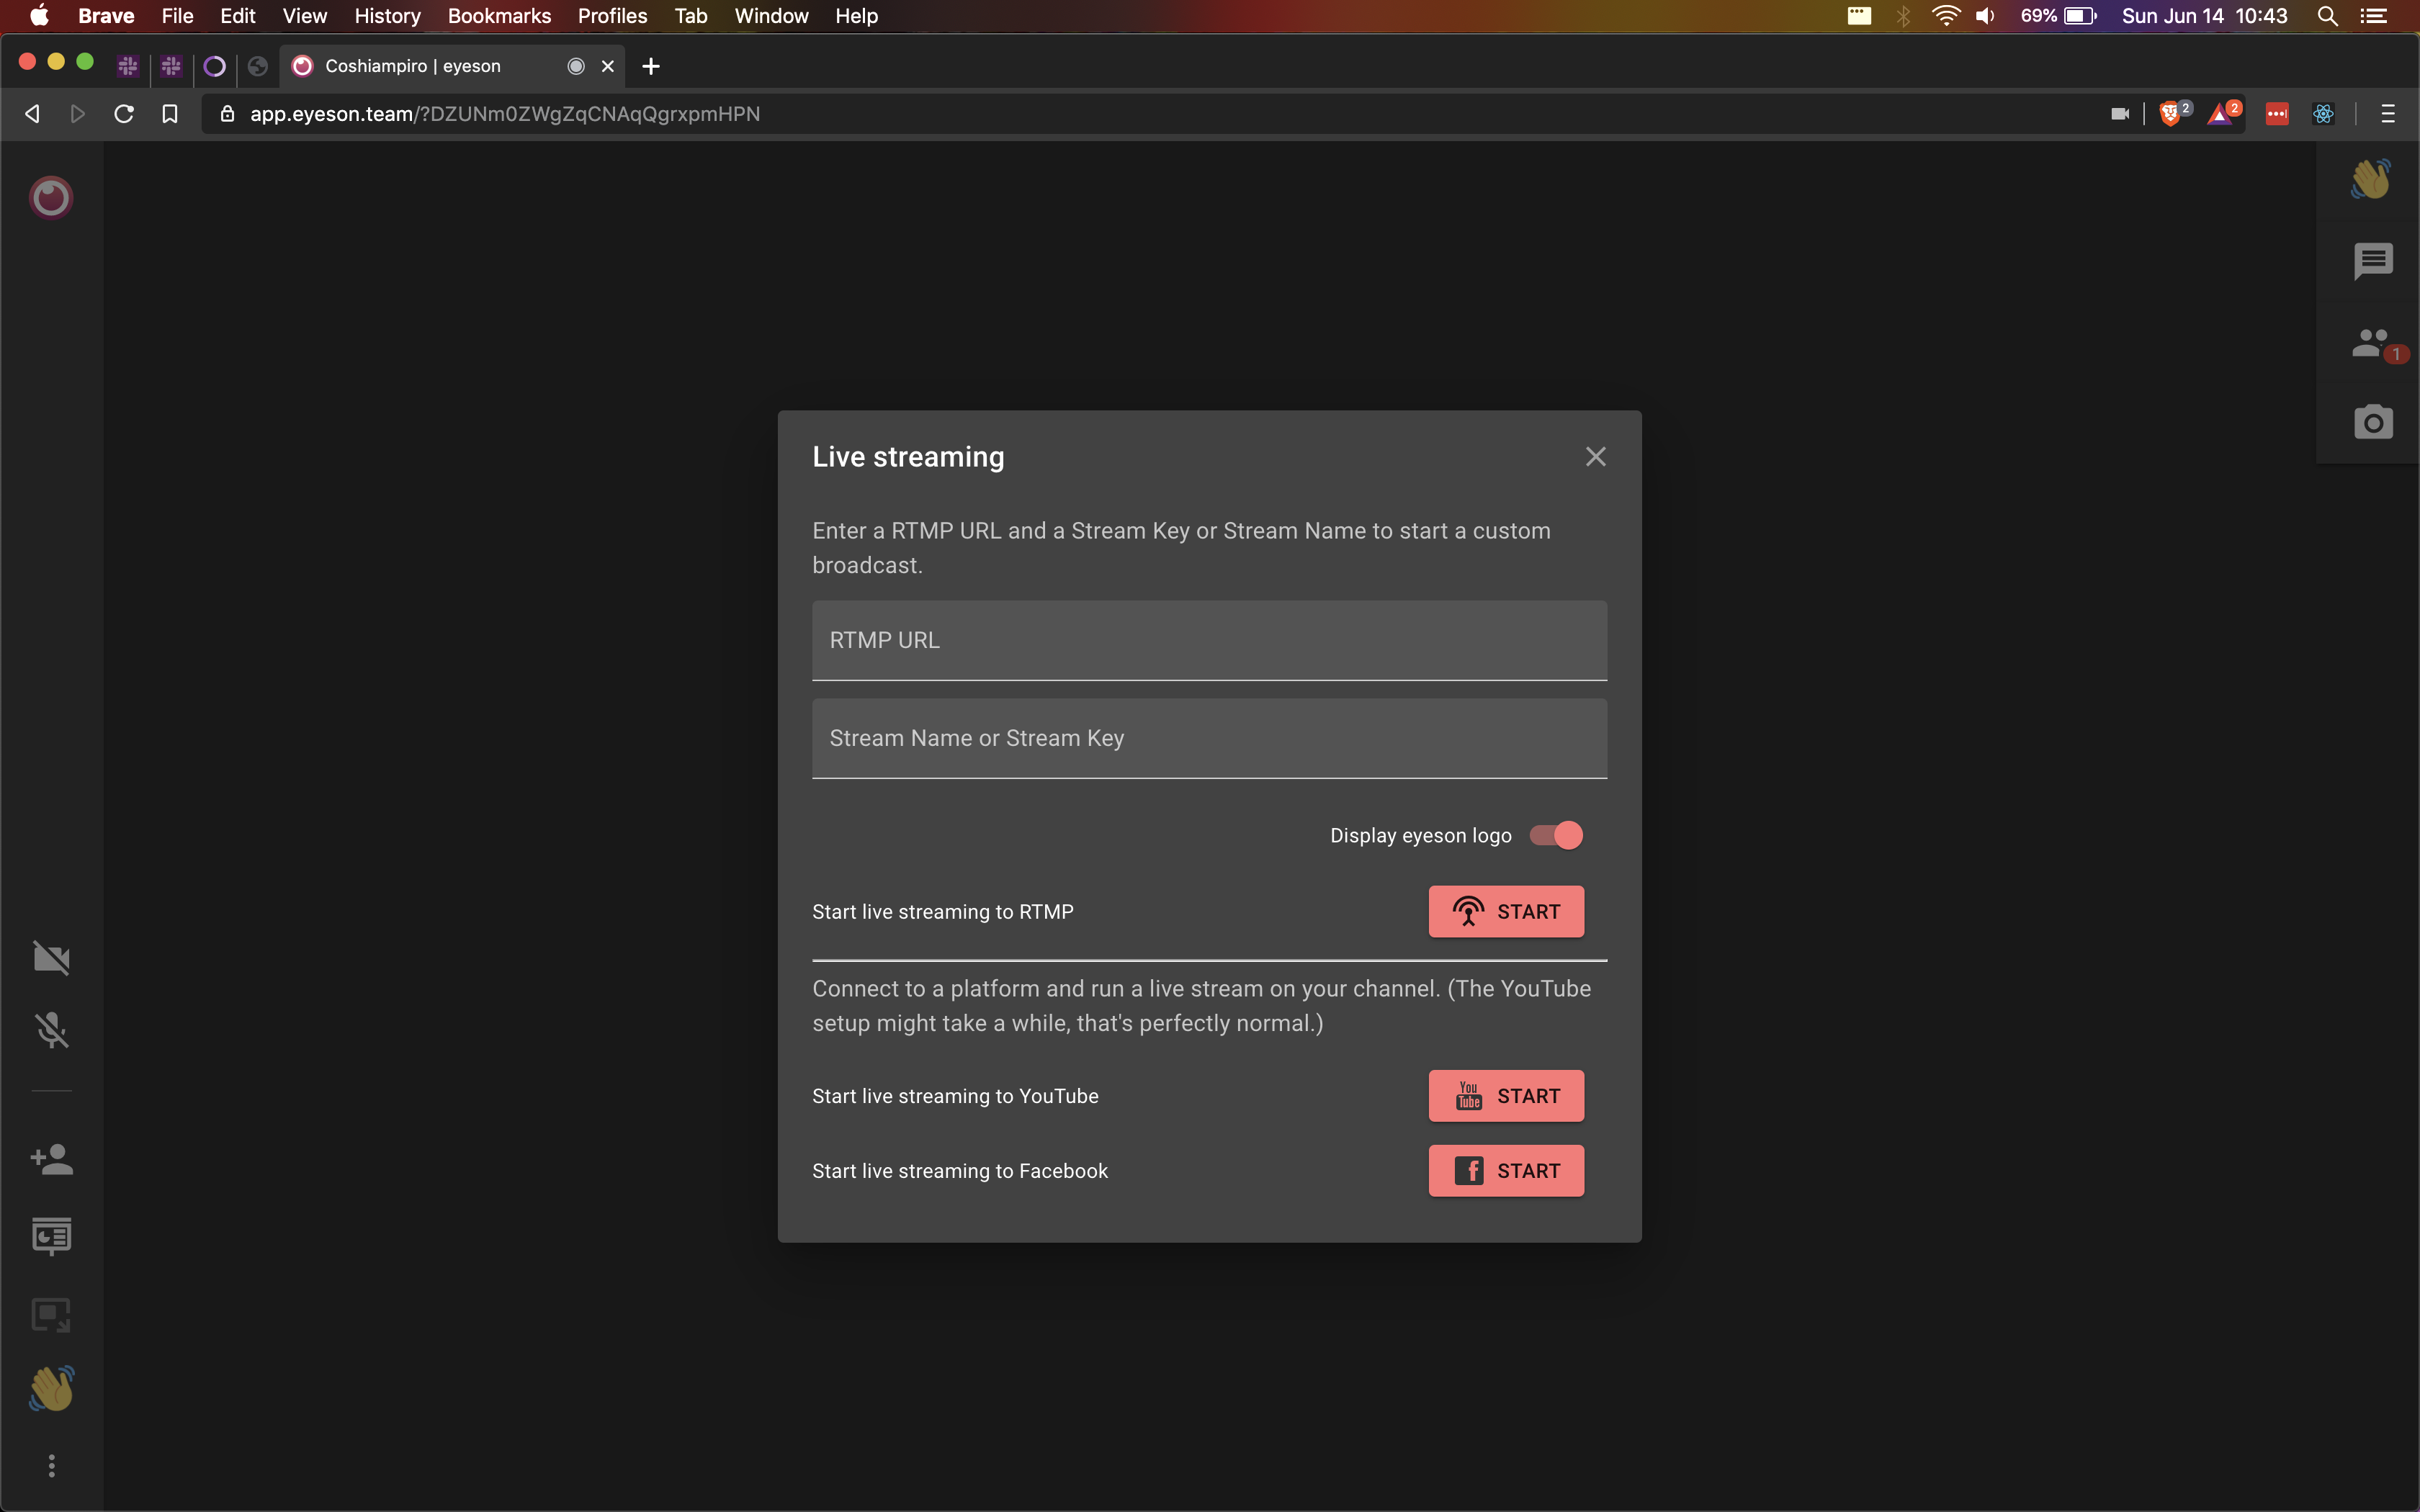 Brave File Edit View History Bookmarks Profiles Tab Window Help 69% Sun Jun 14 10:43
Coshiampiro | eyeson
app.eyeson.team/?DZUNm0ZWgZqCNAqQgrxpmHPN 2 2
1
Live streaming
Enter a RTMP URL and a Stream Key or Stream Name to start a custom
broadcast.
RTMP URL
Stream Name or Stream Key
Display eyeson logo
Start live streaming to RTMP START
Connect to a platform and run a live stream on your channel. (The YouTube
setup might take a while, that's perfectly normal.)
Start live streaming to YouTube You Tube START
Start live streaming to Facebook f START